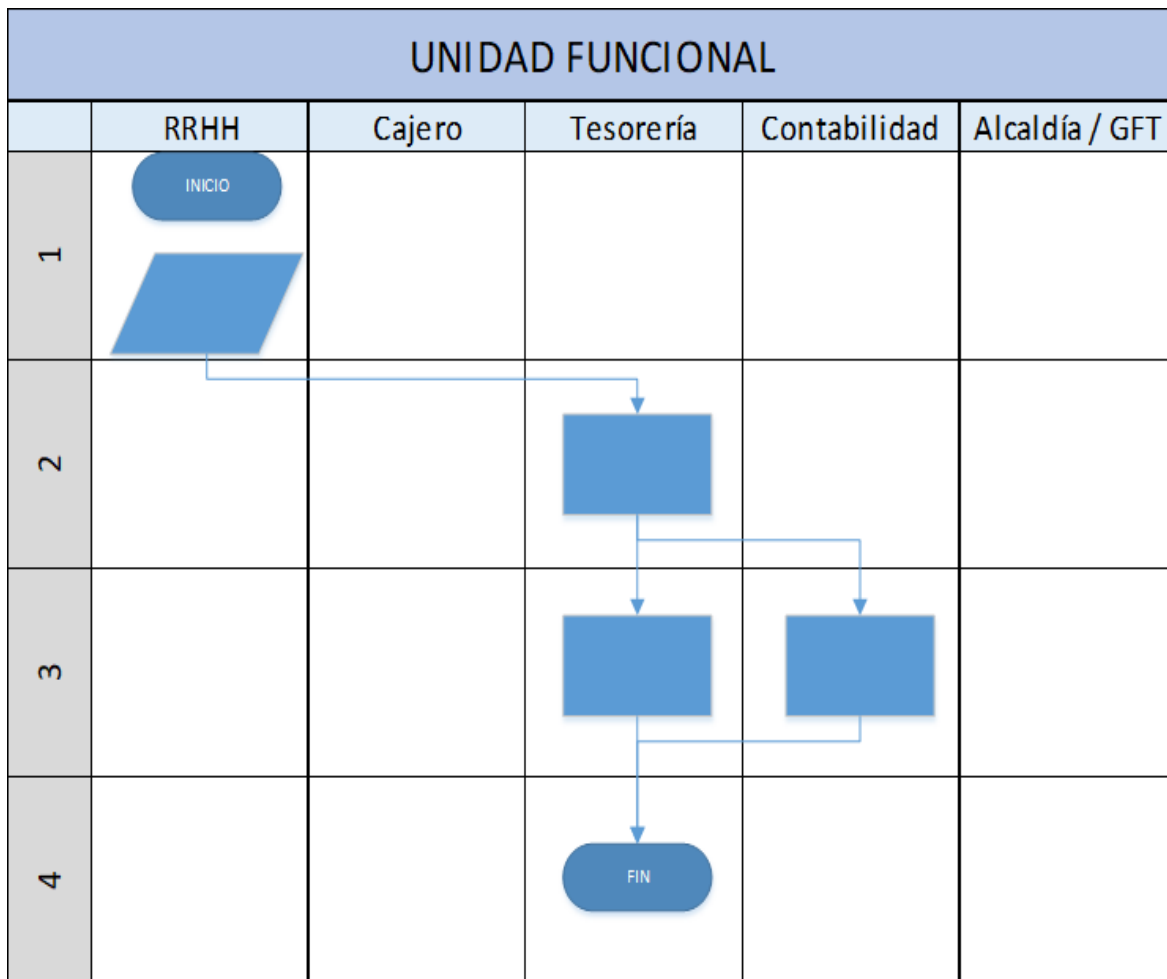 UNIDAD FUNCIONAL
RRHH Cajero Tesorería Contabilidad Alcaldía / GFT
1
INICIO
2
3
4
FIN